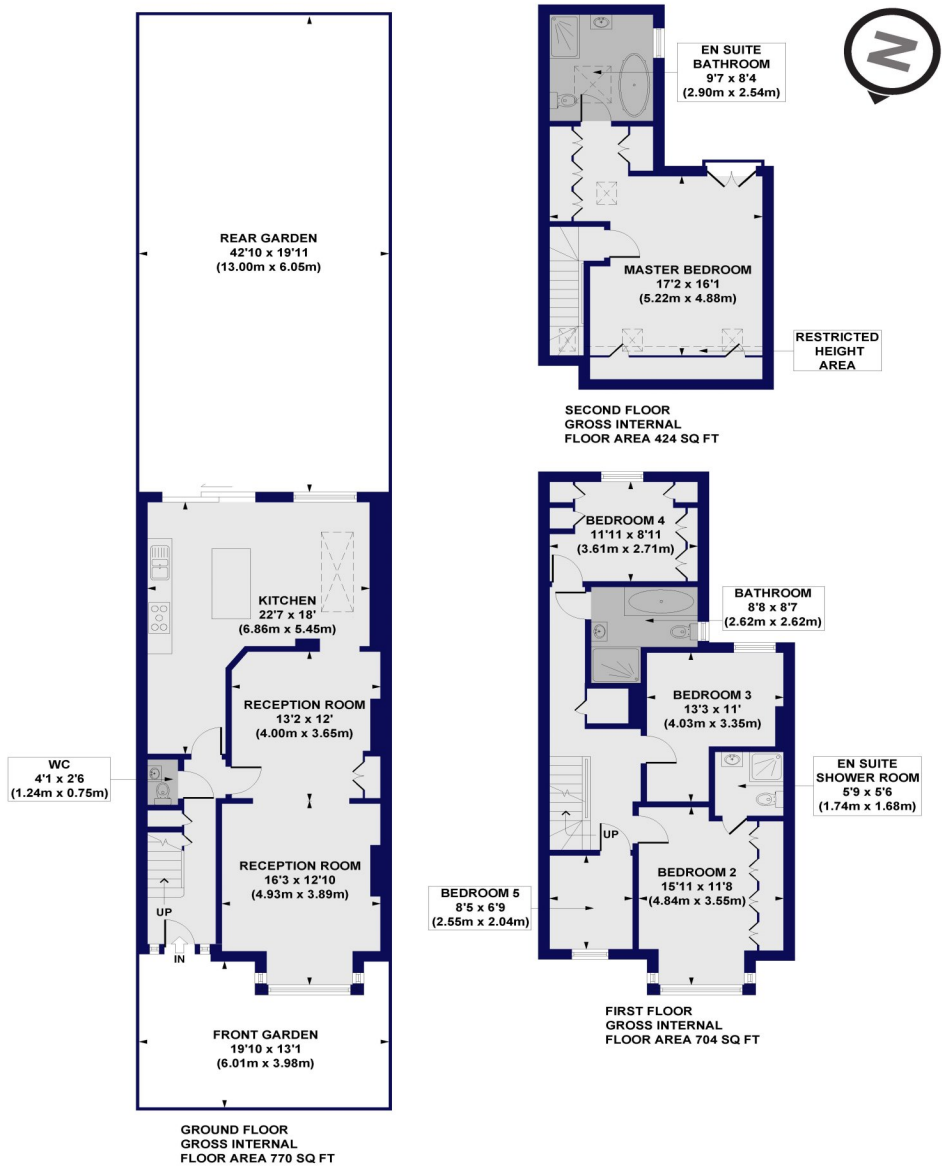 REAR GARDEN
42'10 x 19'11
(13.00m x 6.05m)
KITCHEN
22'7 x 18'
(6.86m x 5.45m)
RECEPTION ROOM
13'2 x 12'
(4.00m x 3.65m)
WC
4'1 x 2'6
(1.24m x 0.75m)
RECEPTION ROOM
16'3 x 12'10
(4.93m x 3.89m)
UP
IN
FRONT GARDEN
19'10 x 13'1
(6.01m x 3.98m)
GROUND FLOOR
GROSS INTERNAL
FLOOR AREA 770 SQ FT
N
EN SUITE
BATHROOM
9'7 x 8'4
(2.90m x 2.54m)
MASTER BEDROOM
17'2 x 16'1
(5.22m x 4.88m)
RESTRICTED
HEIGHT
AREA
SECOND FLOOR
GROSS INTERNAL
FLOOR AREA 424 SQ FT
BEDROOM 4
11'11 x 8'11
(3.61m x 2.71m)
BATHROOM
8'8 x 8'7
(2.62m x 2.62m)
BEDROOM 3
13'3 x 11'
(4.03m x 3.35m)
EN SUITE
SHOWER ROOM
5'9 x 5'6
(1.74m x 1.68m)
UP
BEDROOM 2
15'11 x 11'8
(4.84m x 3.55m)
BEDROOM 5
8'5 x 6'9
(2.55m x 2.04m)
FIRST FLOOR
GROSS INTERNAL
FLOOR AREA 704 SQ FT